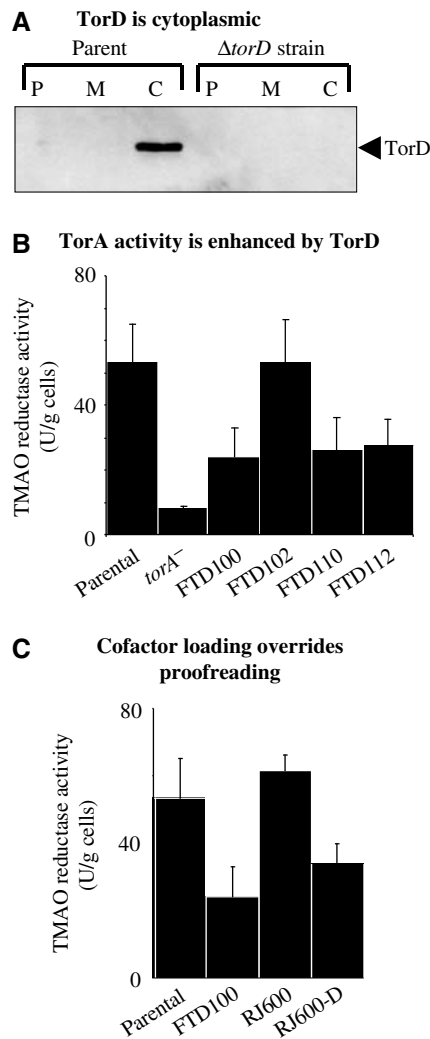 A TorD is cytoplasmic
Parent ΔtorD strain
P M C P M C
TorD
B TorA activity is enhanced by TorD
TMAO reductase activity
(U/g cells)
80
40
0
Parental torA⁻ FTD100 FTD102 FTD110 FTD112
C Cofactor loading overrides
proofreading
TMAO reductase activity
(U/g cells)
80
40
0
Parental FTD100 RJ600 RJ600-D